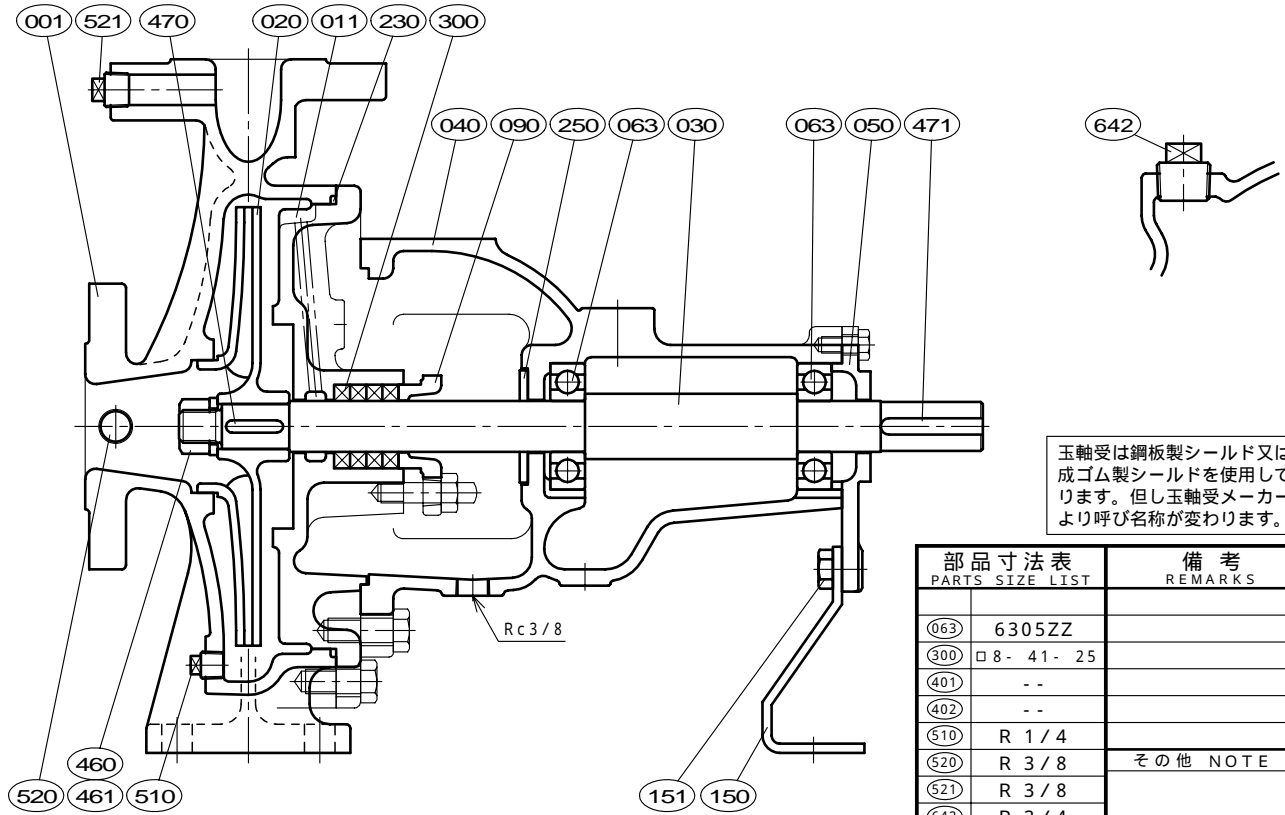 001 521 470 020 011 230 300
040 090 250 063 030 063 050 471
642
玉軸受は鋼板製シールド又は
成ゴム製シールドを使用して
ります。但し玉軸受メーカー
より呼び名称が変わります。
部品寸法表 備考
PARTS SIZE LIST REMARKS
063 6305ZZ
300 □8- 41- 25
401 --
402 --
510 R 1/4
520 R 3/8 その他 NOTE
521 R 3/8
642 R 3/4
Rc3/8
460
520 461 510 151 150